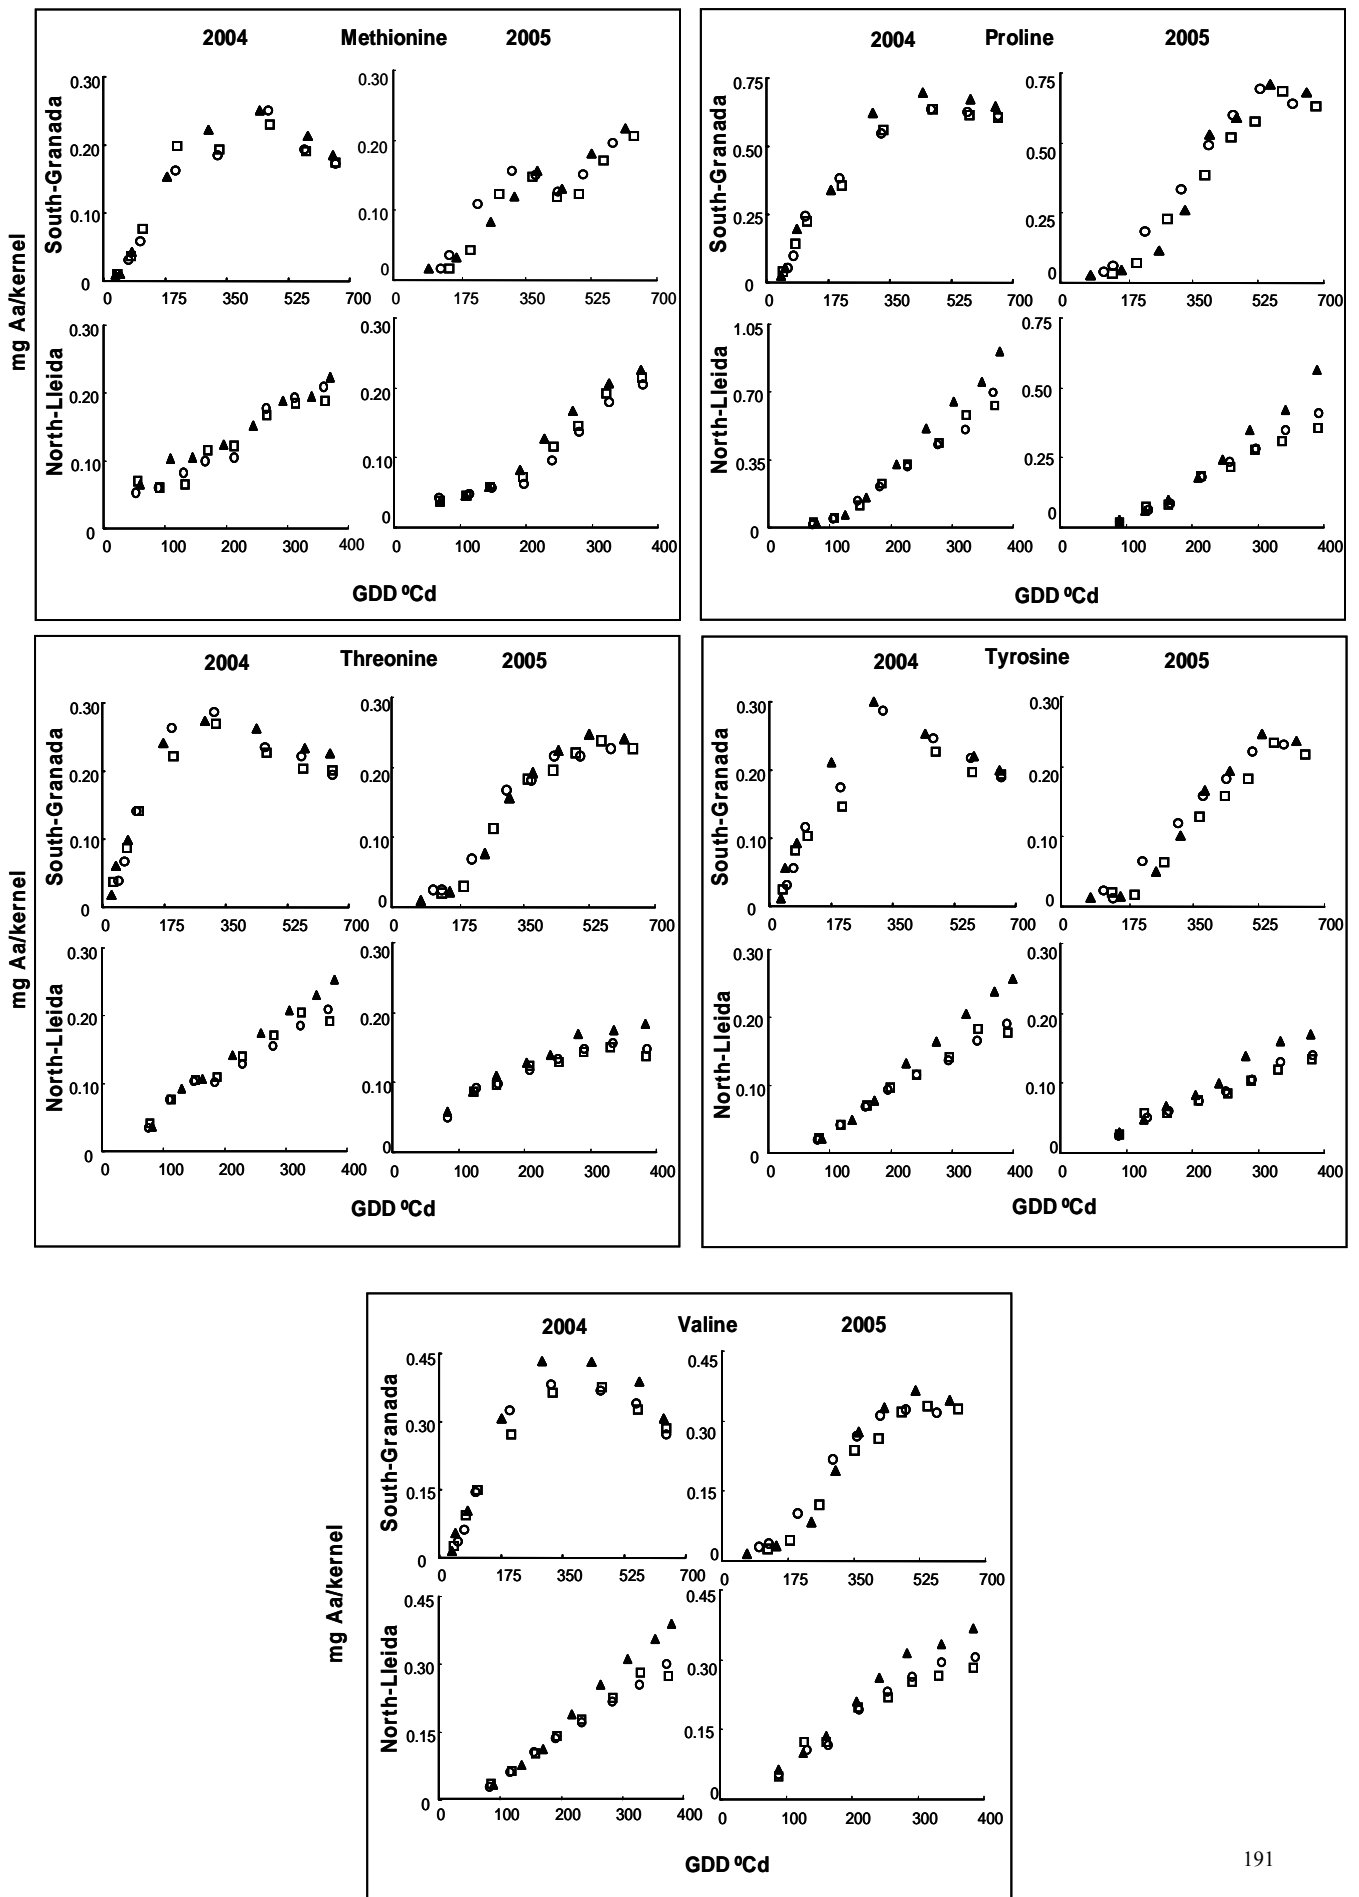 2004 Methionine 2005
mg Aa/kernel
South-Granada
0.30
0.20
0.10
0
0 175 350 525 700
0.30
0.20
0.10
0
0 175 350 525 700
North-Lleida
0.30
0.20
0.10
0
0 100 200 300 400
0.30
0.20
0.10
0
0 100 200 300 400
GDD ºCd
2004 Proline 2005
South-Granada
0.75
0.50
0.25
0
0 175 350 525 700
0.75
0.50
0.25
0
0 175 350 525 700
North-Lleida
1.05
0.70
0.35
0
0 100 200 300 400
0.75
0.50
0.25
0
0 100 200 300 400
GDD ºCd
2004 Threonine 2005
mg Aa/kernel
South-Granada
0.30
0.20
0.10
0
0 175 350 525 700
0.30
0.20
0.10
0
0 175 350 525 700
North-Lleida
0.30
0.20
0.10
0
0 100 200 300 400
0.30
0.20
0.10
0
0 100 200 300 400
GDD ºCd
2004 Tyrosine 2005
South-Granada
0.30
0.20
0.10
0
0 175 350 525 700
0.30
0.20
0.10
0
0 175 350 525 700
North-Lleida
0.30
0.20
0.10
0
0 100 200 300 400
0.30
0.20
0.10
0
0 100 200 300 400
GDD ºCd
2004 Valine 2005
mg Aa/kernel
South-Granada
0.45
0.30
0.15
0
0 175 350 525 700
0.45
0.30
0.15
0
0 175 350 525 700
North-Lleida
0.45
0.30
0.15
0
0 100 200 300 400
0.45
0.30
0.15
0
0 100 200 300 400
GDD ºCd
191